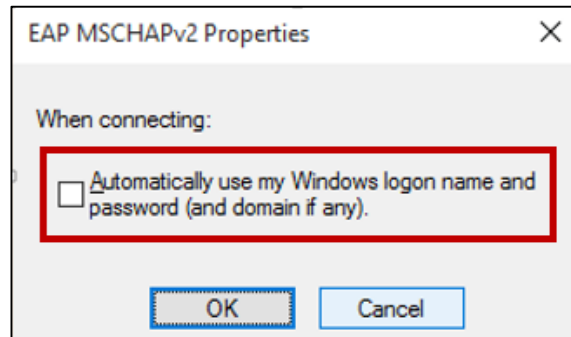 EAP MSCHAPv2 Properties
When connecting:
Automatically use my Windows logon name and
password (and domain if any).
OK
Cancel